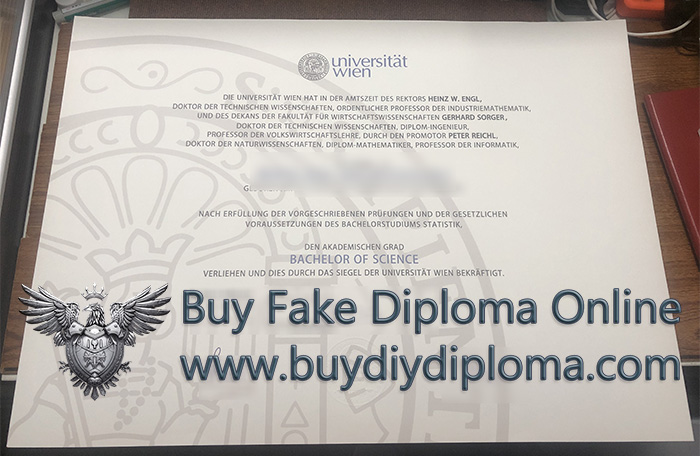 universität
wien
DIE UNIVERSITÄT WIEN HAT IN DER AMTSZEIT DES REKTORS HEINZ W. ENGL,
DOKTOR DER TECHNISCHEN WISSENSCHAFTEN, ORDENTLICHER PROFESSOR DER INDUSTRIEMATHEMATIK,
UND DES DEKANS DER FAKULTÄT FÜR WIRTSCHAFTSWISSENSCHAFTEN GERHARD SORGER,
DOKTOR DER TECHNISCHEN WISSENSCHAFTEN, DIPLOM-INGENIEUR,
PROFESSOR DER VOLKSWIRTSCHAFTSLEHRE, DURCH DEN PROMOTOR PETER REICHL,
DOKTOR DER NATURWISSENSCHAFTEN, DIPLOM-MATHEMATIKER, PROFESSOR DER INFORMATIK,
NACH ERFÜLLUNG DER VORGESCHRIEBENEN PRÜFUNGEN UND DER GESETZLICHEN
VORAUSSETZUNGEN DES BACHELORSTUDIUMS STATISTIK,
DEN AKADEMISCHEN GRAD
BACHELOR OF SCIENCE
VERLIEHEN UND DIES DURCH DAS SIEGEL DER UNIVERSITÄT WIEN BEKRÄFTIGT.
Buy Fake Diploma Online
www.buydiydiploma.com